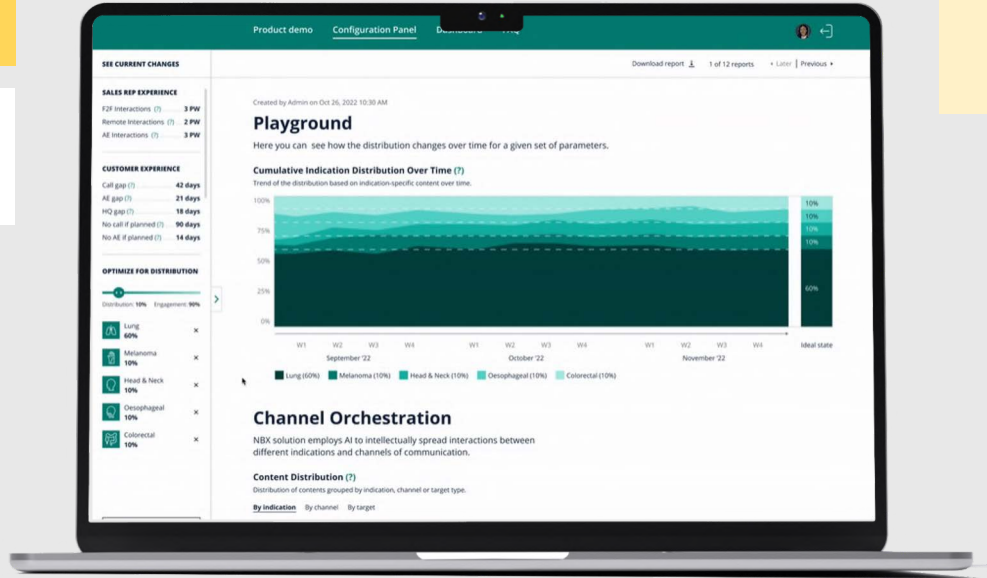 Product demo
Configuration Panel
SEE CURRENT CHANGES
Download report
1 of 12 reports
Later | Previous
SALES REP EXPERIENCE
F2F Interactions (?) 3 PW
Remote Interactions (?) 2 PW
AE Interactions (?) 3 PW
CUSTOMER EXPERIENCE
Call gap (?) 42 days
AE gap (?) 21 days
HQ gap (?) 18 days
No call if planned (?) 90 days
No AE if planned (?) 14 days
OPTIMIZE FOR DISTRIBUTION
Distribution: 10% Engagement: 90%
Lung
60%
Melanoma
10%
Head & Neck
10%
Oesophageal
10%
Colorectal
10%
Created by Admin on Oct 26, 2022 10:30 AM
Playground
Here you can see how the distribution changes over time for a given set of parameters.
Cumulative Indication Distribution Over Time (?)
Trend of the distribution based on indication-specific content over time.
100%
75%
50%
25%
0%
10%
10%
10%
10%
60%
W1 W2 W3 W4 W1 W2 W3 W4 W1 W2 W3 W4
Ideal state
September '22 October '22 November '22
Lung (60%) Melanoma (10%) Head & Neck (10%) Oesophageal (10%) Colorectal (10%)
Channel Orchestration
NBX solution employs AI to intellectually spread interactions between
different indications and channels of communication.
Content Distribution (?)
Distribution of contents grouped by indication, channel or target type.
By indication By channel By target